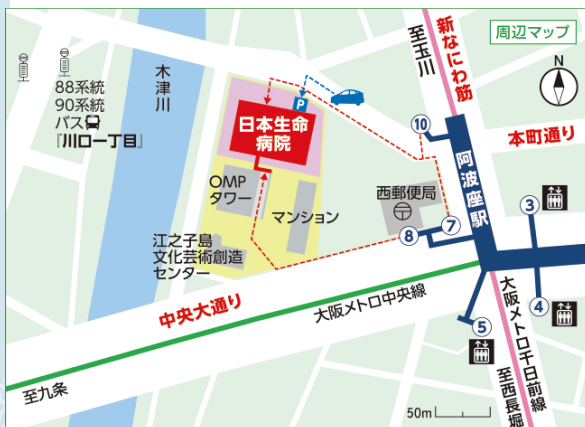 周辺マップ
N
新なにわ筋
至玉川
88系統
90系統
バス
『川口一丁目』
木津川
P
日本生命
病院
⑩
本町通り
阿波座駅
OMP
タワー
マンション
西郵便局
③
⑦
⑧
江之子島
文化芸術創造
センター
中央大通り
大阪メトロ中央線
④
⑤
大阪メトロ千日前線
至西長堀
至九条
50m